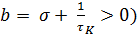 b = σ + 1/τ_K > 0)